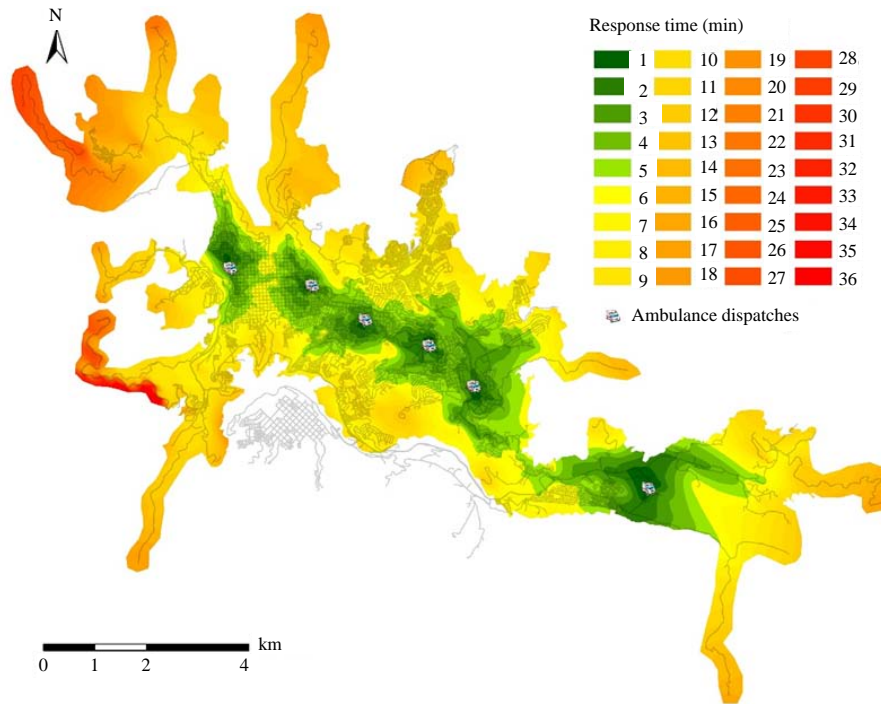 N
Response time (min)
1 10 19 28
2 11 20 29
3 12 21 30
4 13 22 31
5 14 23 32
6 15 24 33
7 16 25 34
8 17 26 35
9 18 27 36
Ambulance dispatches
km
0 1 2 4